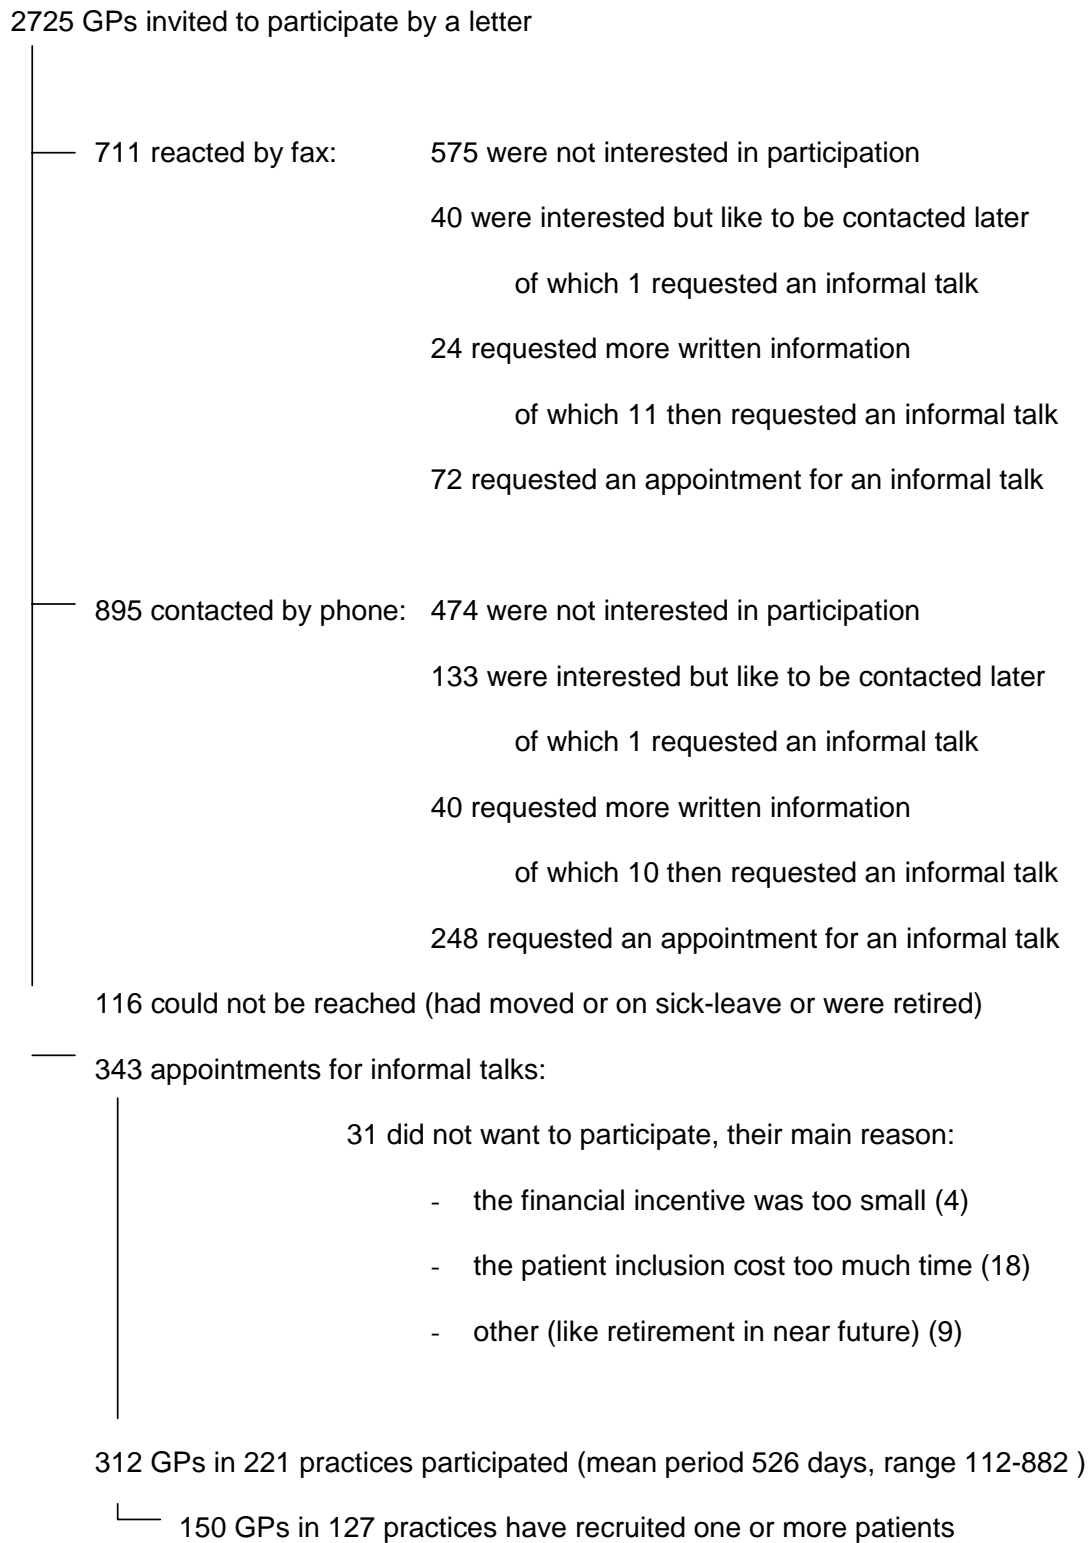 2725 GPs invited to participate by a letter
711 reacted by fax: 575 were not interested in participation
40 were interested but like to be contacted later
of which 1 requested an informal talk
24 requested more written information
of which 11 then requested an informal talk
72 requested an appointment for an informal talk
895 contacted by phone: 474 were not interested in participation
133 were interested but like to be contacted later
of which 1 requested an informal talk
40 requested more written information
of which 10 then requested an informal talk
248 requested an appointment for an informal talk
116 could not be reached (had moved or on sick-leave or were retired)
343 appointments for informal talks:
31 did not want to participate, their main reason:
- the financial incentive was too small (4)
- the patient inclusion cost too much time (18)
- other (like retirement in near future) (9)
312 GPs in 221 practices participated (mean period 526 days, range 112-882 )
150 GPs in 127 practices have recruited one or more patients